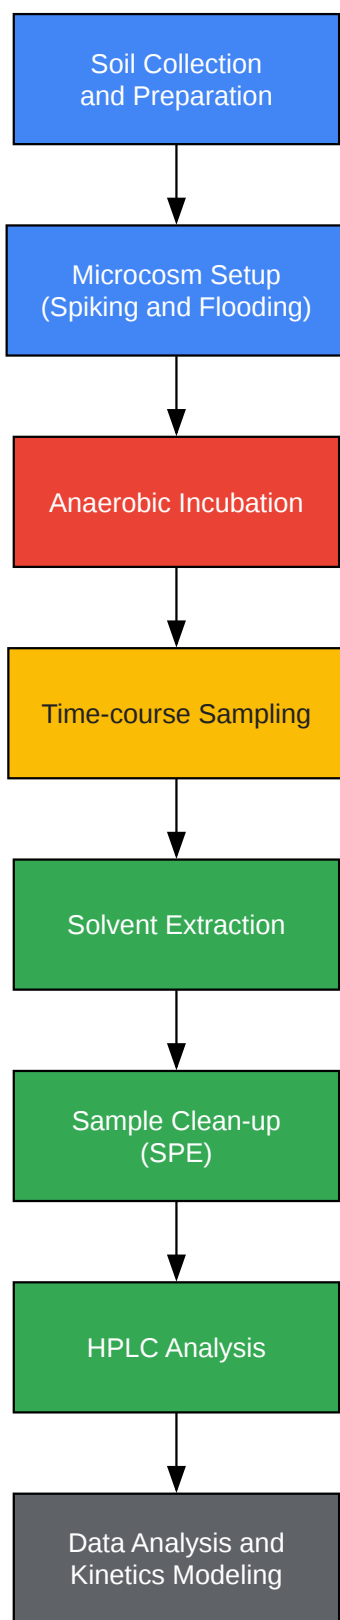 Soil Collection
and Preparation
Microcosm Setup
(Spiking and Flooding)
Anaerobic Incubation
Time-course Sampling
Solvent Extraction
Sample Clean-up
(SPE)
HPLC Analysis
Data Analysis and
Kinetics Modeling